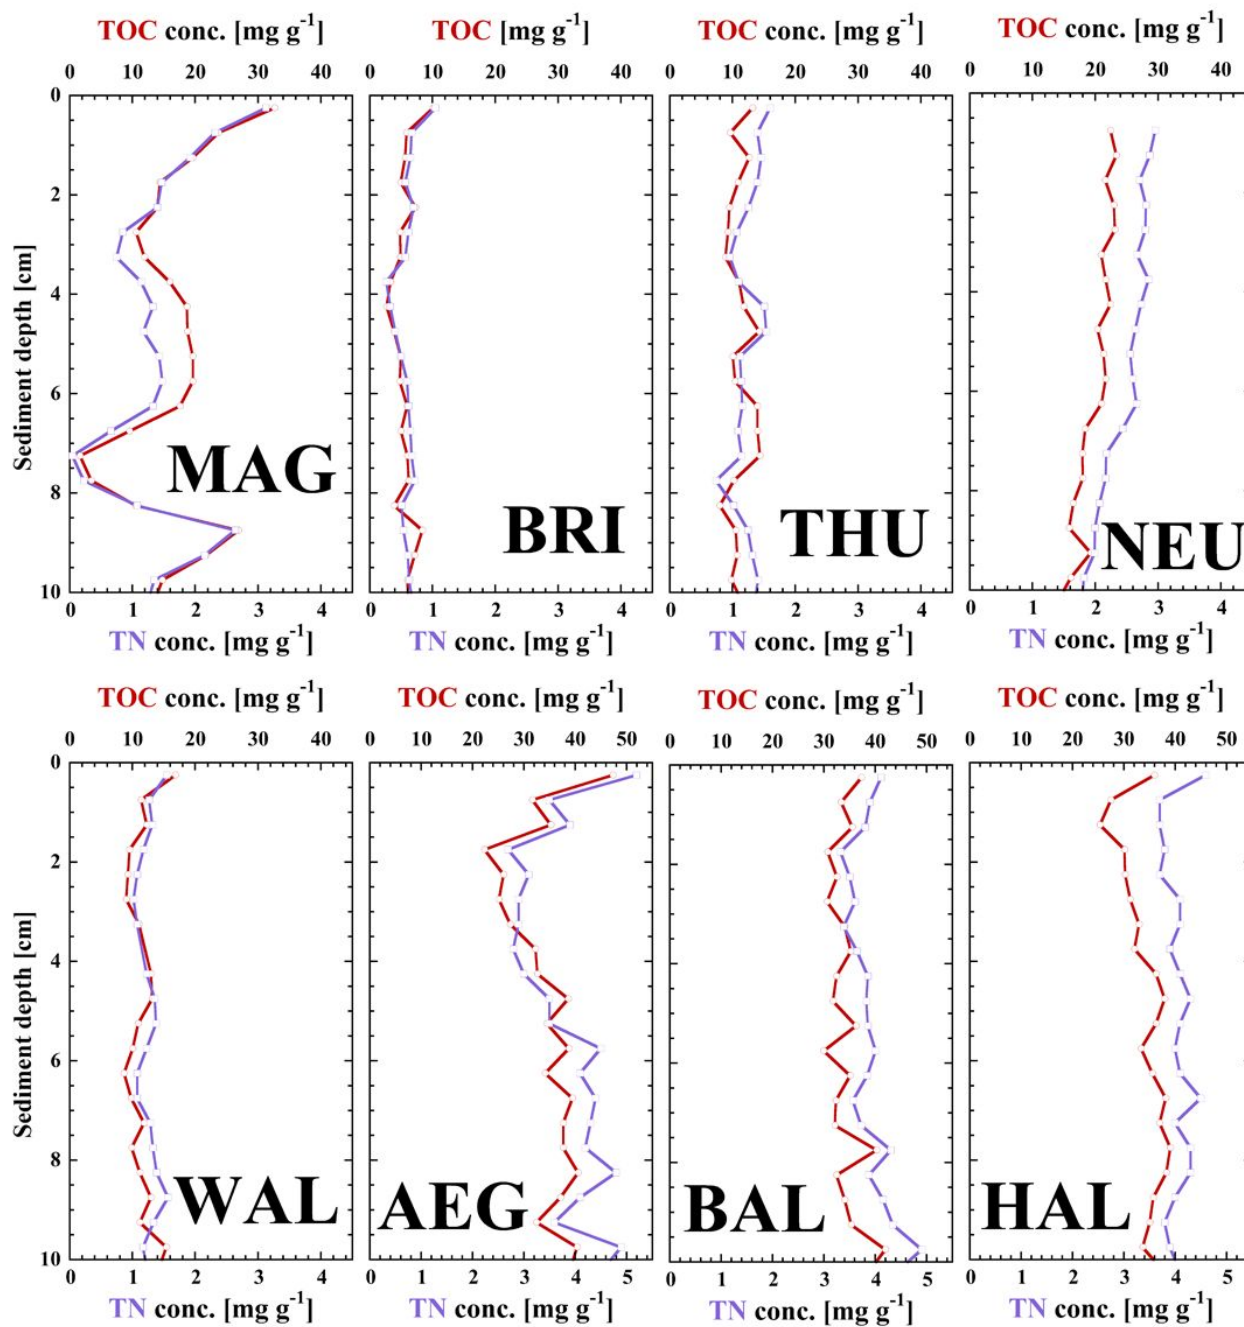 TOC conc. [mg g-1] TOC [mg g-1] TOC conc. [mg g-1] TOC conc. [mg g-1]
0 10 20 30 40 0 10 20 30 40 0 10 20 30 40 0 10 20 30 40
0
2
4
6
8
10
Sediment depth [cm]
MAG BRI THU NEU
0 1 2 3 4 0 1 2 3 4 0 1 2 3 4 0 1 2 3 4
TN conc. [mg g-1] TN conc. [mg g-1] TN conc. [mg g-1] TN conc. [mg g-1]
TOC conc. [mg g-1] TOC conc. [mg g-1] TOC conc. [mg g-1] TOC conc. [mg g-1]
0 10 20 30 40 0 10 20 30 40 50 0 10 20 30 40 50 0 10 20 30 40 50
0
2
4
6
8
10
Sediment depth [cm]
WAL AEG BAL HAL
0 1 2 3 4 0 1 2 3 4 5 0 1 2 3 4 5 0 1 2 3 4 5
TN conc. [mg g-1] TN conc. [mg g-1] TN conc. [mg g-1] TN conc. [mg g-1]